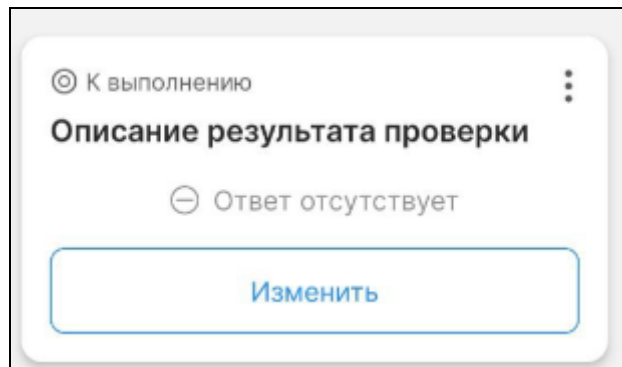 К выполнению
Описание результата проверки
Ответ отсутствует
Изменить